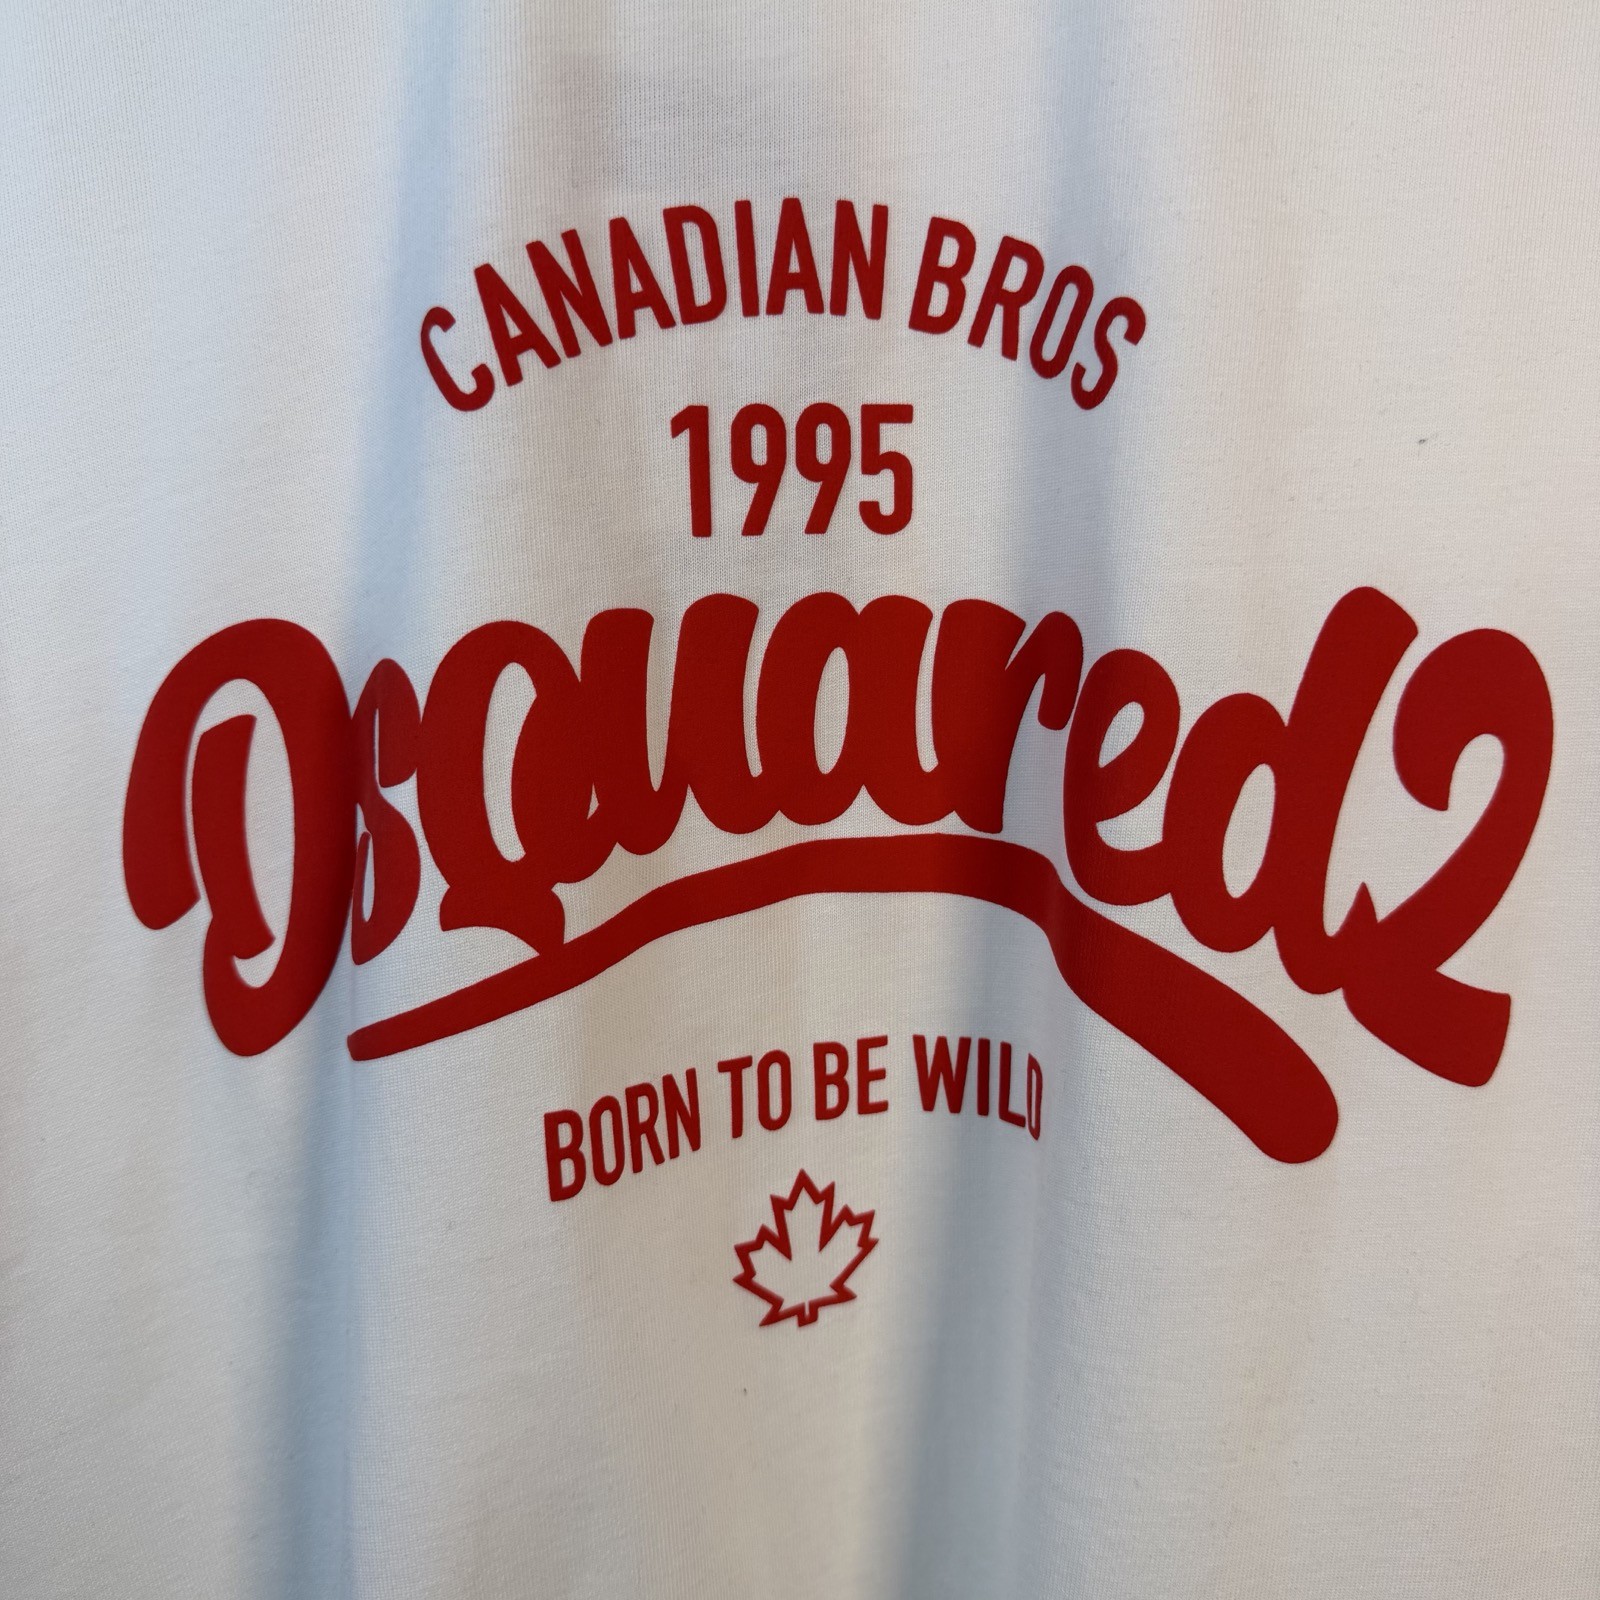 CANADIAN BROS
1995
Dsquared2
BORN TO BE WILD